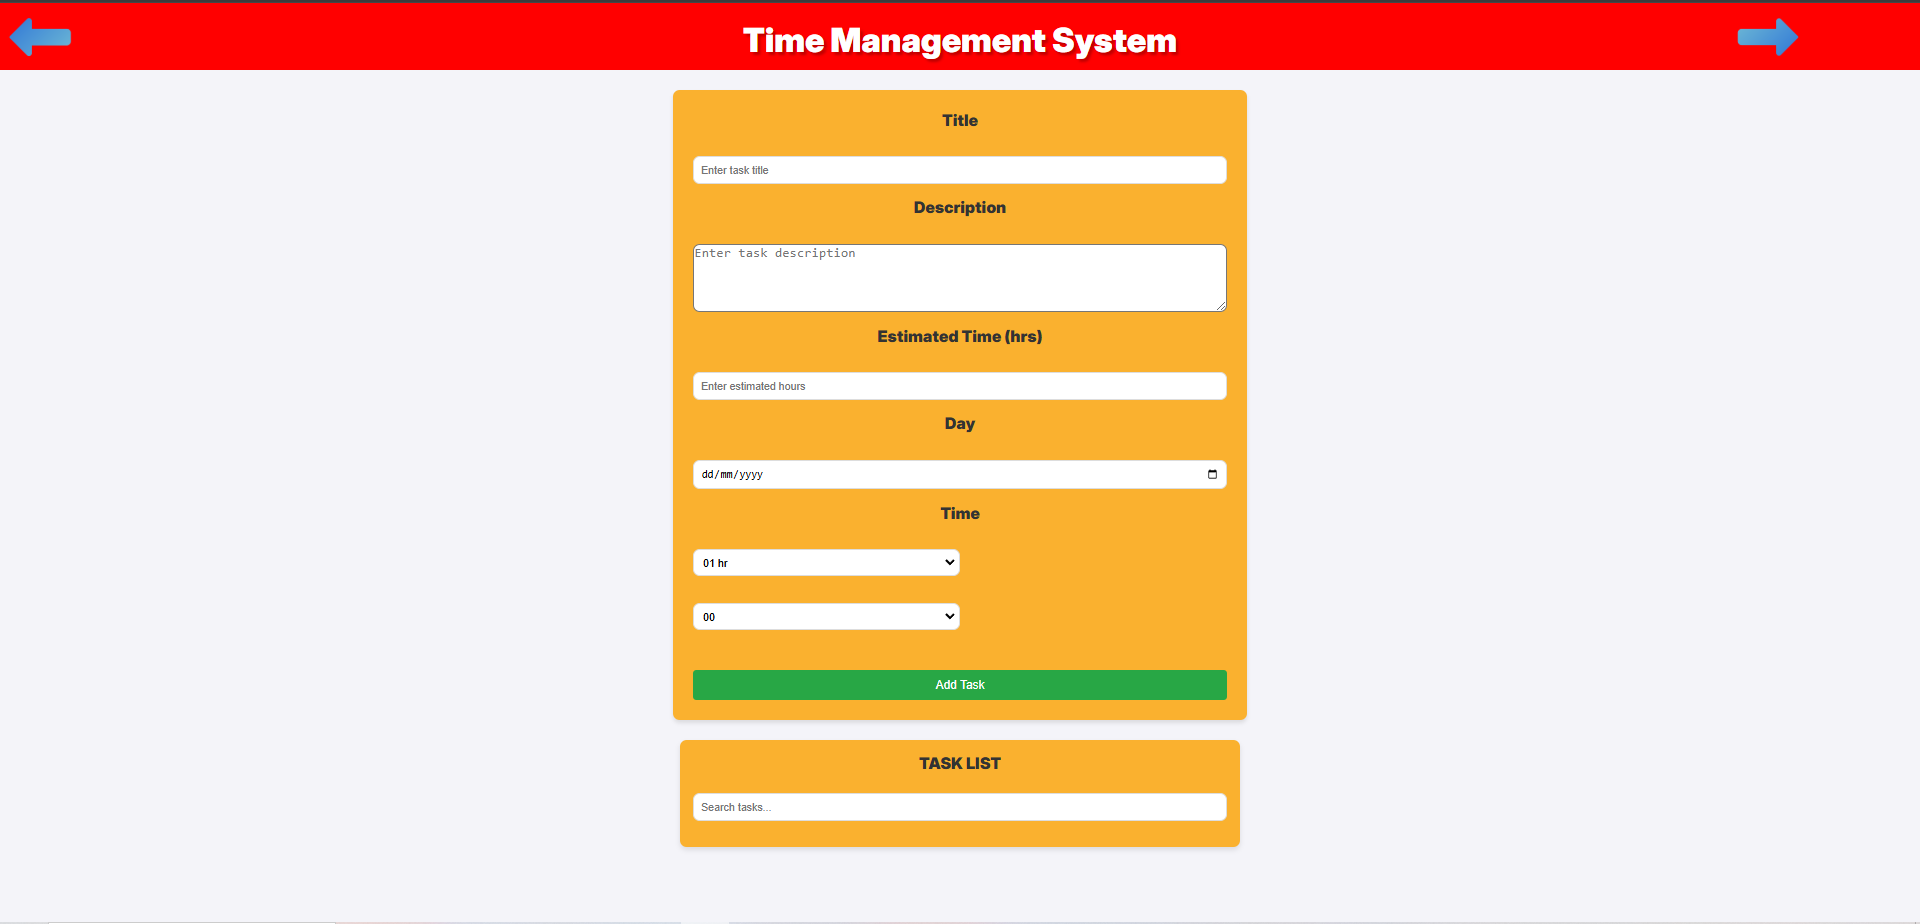 Time Management System
Title
Enter task title
Description
Enter task description
Estimated Time (hrs)
Enter estimated hours
Day
dd/mm/yyyy
Time
01 hr
00
Add Task
TASK LIST
Search tasks...